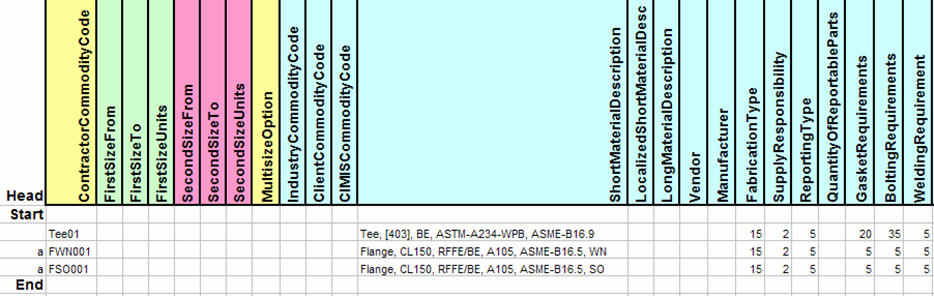 Head ContractorCommodityCode FirstSizeFrom FirstSizeTo FirstSizeUnits SecondSizeFrom SecondSizeTo SecondSizeUnits MultisizeOption IndustryCommodityCode ClientCommodityCode CIMISCommodityCode ShortMaterialDescription LocalizedShortMaterialDesc LongMaterialDescription Vendor Manufacturer FabricationType SupplyResponsibility ReportingType QuantityOfReportableParts GasketRequirements BoltingRequirements WeldingRequirement
Start
Tee01 Tee, [403], BE, ASTM-A234-WPB, ASME-B16.9 15 2 5 20 35 5
a FWN001 Flange, CL150, RFFE/BE, A105, ASME-B16.5, WN 15 2 5 5 5 5
a FSO001 Flange, CL150, RFFE/BE, A105, ASME-B16.5, SO 15 2 5 5 5 5
End